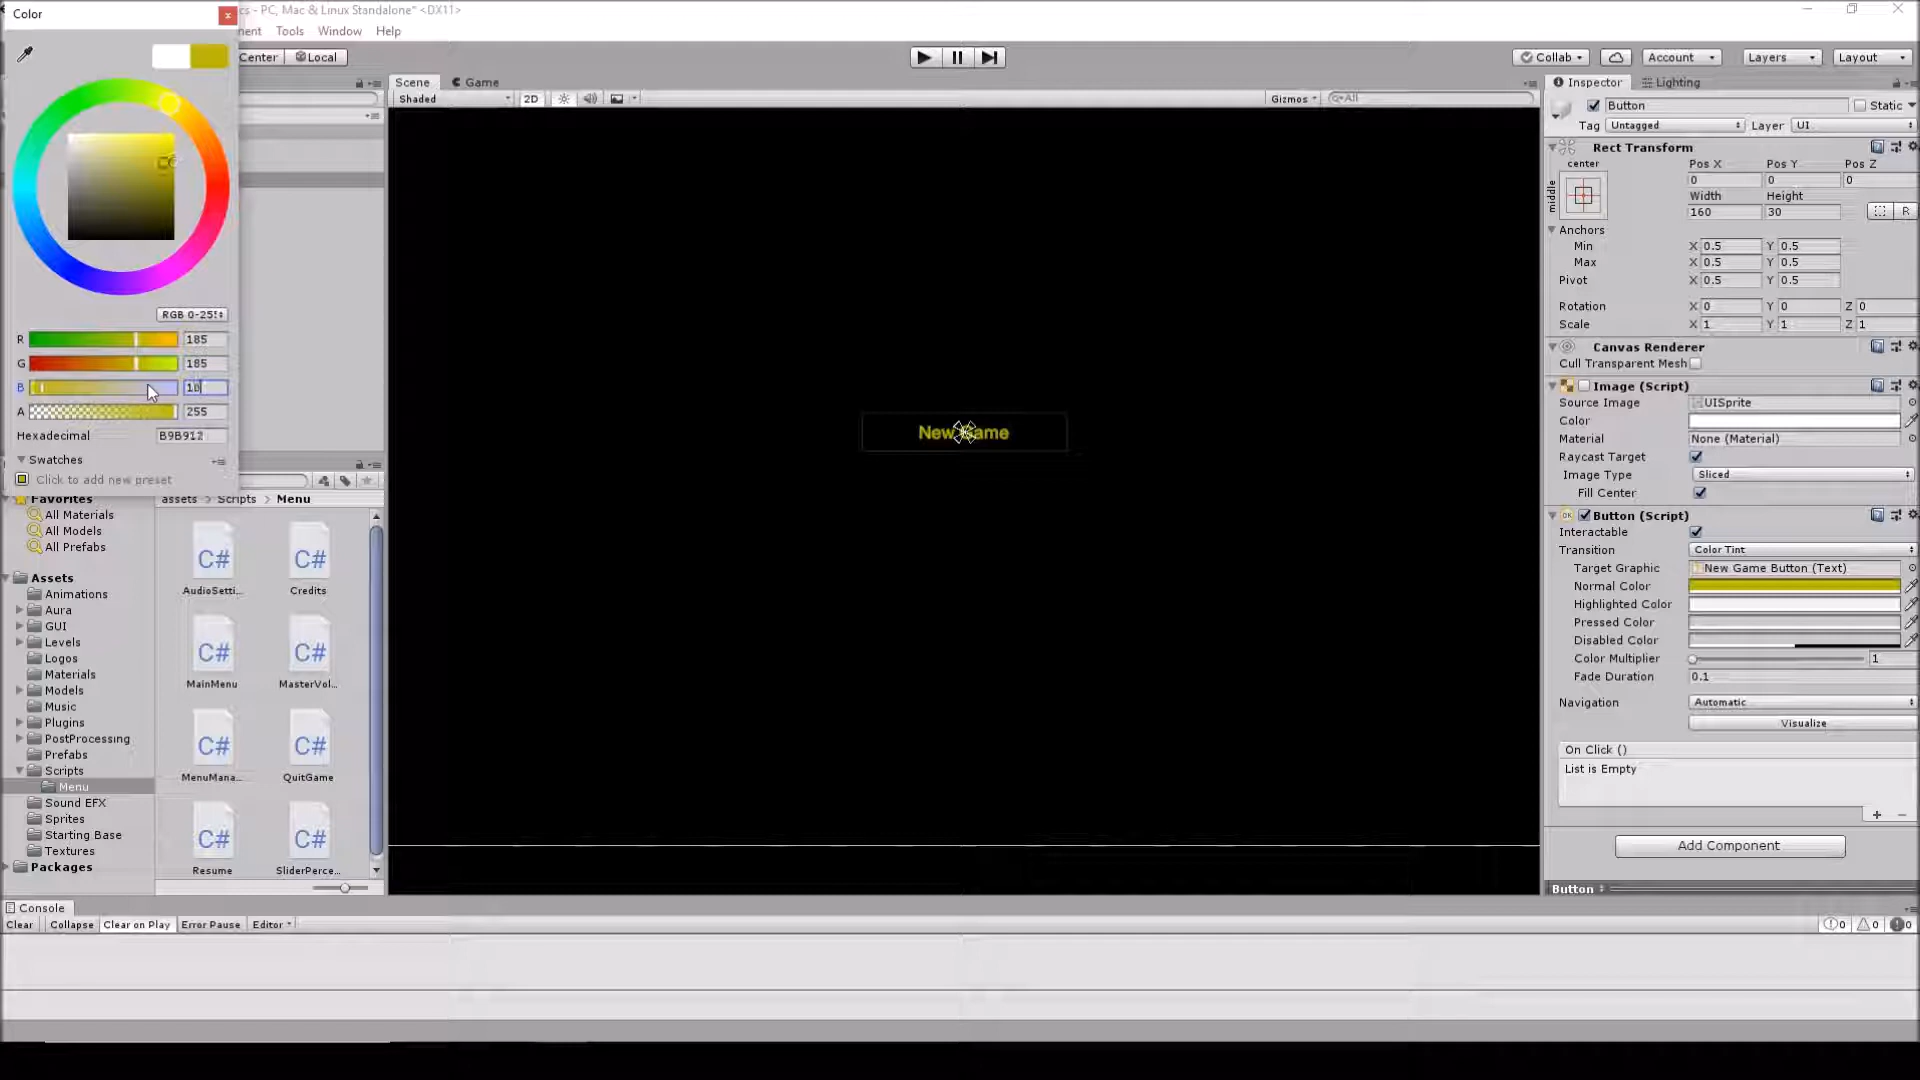 Color
cs - PC, Mac & Linux Standalone* <DX11>
nent Tools Window Help
Center Local
Collab Account Layers Layout
Scene Game
Inspector Lighting
Shaded 2D Gizmos All
Button Static
Tag Untagged Layer UI
Rect Transform
center Pos X Pos Y Pos Z
0 0 0
middle
Width Height
160 30 R
Anchors
Min X 0.5 Y 0.5
Max X 0.5 Y 0.5
Pivot X 0.5 Y 0.5
Rotation X 0 Y 0 Z 0
Scale X 1 Y 1 Z 1
Canvas Renderer
Cull Transparent Mesh
Image (Script)
Source Image UISprite
Color
Material None (Material)
Raycast Target
Image Type Sliced
Fill Center
Button (Script)
Interactable
Transition Color Tint
Target Graphic New Game Button (Text)
Normal Color
Highlighted Color
Pressed Color
Disabled Color
Color Multiplier 1
Fade Duration 0.1
Navigation Automatic
Visualize
On Click ()
List is Empty
Add Component
Button
RGB 0-255
R 185
G 185
B
A 255
Hexadecimal B9B912
Swatches
Click to add new preset
New Game
Favorites
All Materials
All Models
All Prefabs
Assets
Animations
Aura
GUI
Levels
Logos
Materials
Models
Music
Plugins
PostProcessing
Prefabs
Scripts
Menu
Sound EFX
Sprites
Starting Base
Textures
Packages
assets > Scripts > Menu
C# C#
AudioSetti... Credits
C# C#
MainMenu MasterVol...
C# C#
MenuMana... QuitGame
C# C#
Resume SliderPerce...
Console
Clear Collapse Clear on Play Error Pause Editor
0 0 0